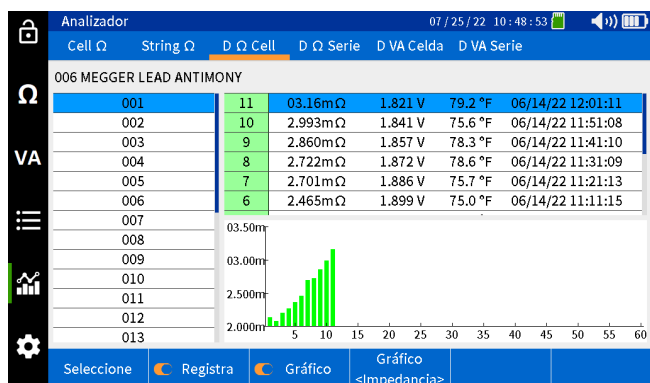 Analizador 07/25/22 10:48:53
Cell Ω String Ω D Ω Cell D Ω Serie D VA Celda D VA Serie
006 MEGGER LEAD ANTIMONY
Ω
VA
001
002
003
004
005
006
007
008
009
010
011
012
013
11 03.16mΩ 1.821 V 79.2 °F 06/14/22 12:01:11
10 2.993mΩ 1.841 V 75.6 °F 06/14/22 11:51:08
9 2.860mΩ 1.857 V 78.3 °F 06/14/22 11:41:10
8 2.722mΩ 1.872 V 78.6 °F 06/14/22 11:31:09
7 2.701mΩ 1.886 V 75.7 °F 06/14/22 11:21:13
6 2.465mΩ 1.899 V 75.0 °F 06/14/22 11:11:15
03.50m
03.00m
2.500m
2.000m
5 10 15 20 25 30 35 40 45 50 55 60
Seleccione Registra Gráfico Gráfico
<Impedancia>